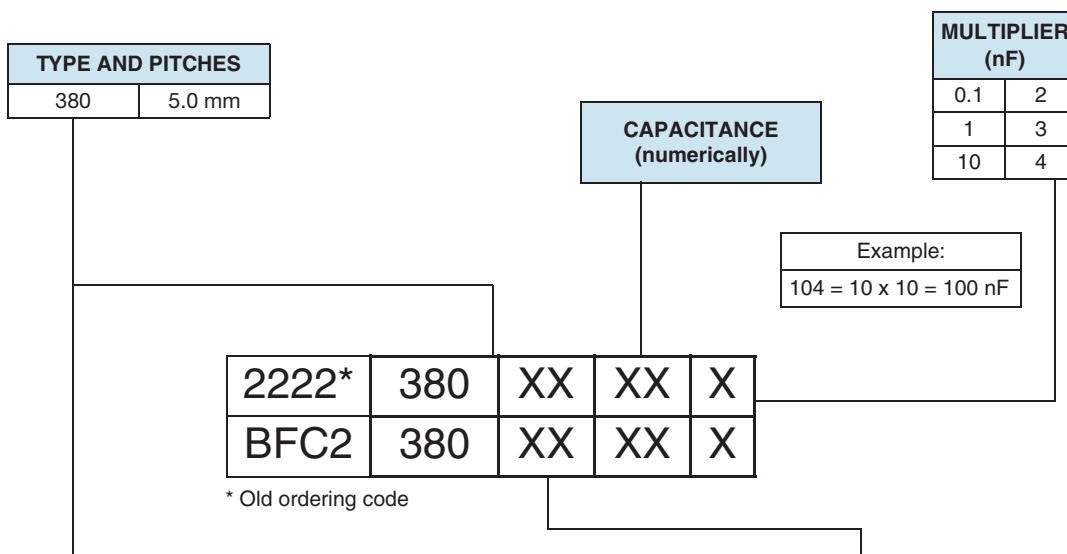 TYPE AND PITCHES
380 5.0 mm
CAPACITANCE
(numerically)
MULTIPLIER
(nF)
0.1 2
1 3
10 4
Example:
104 = 10 x 10 = 100 nF
2222* 380 XX XX X
BFC2 380 XX XX X
* Old ordering code